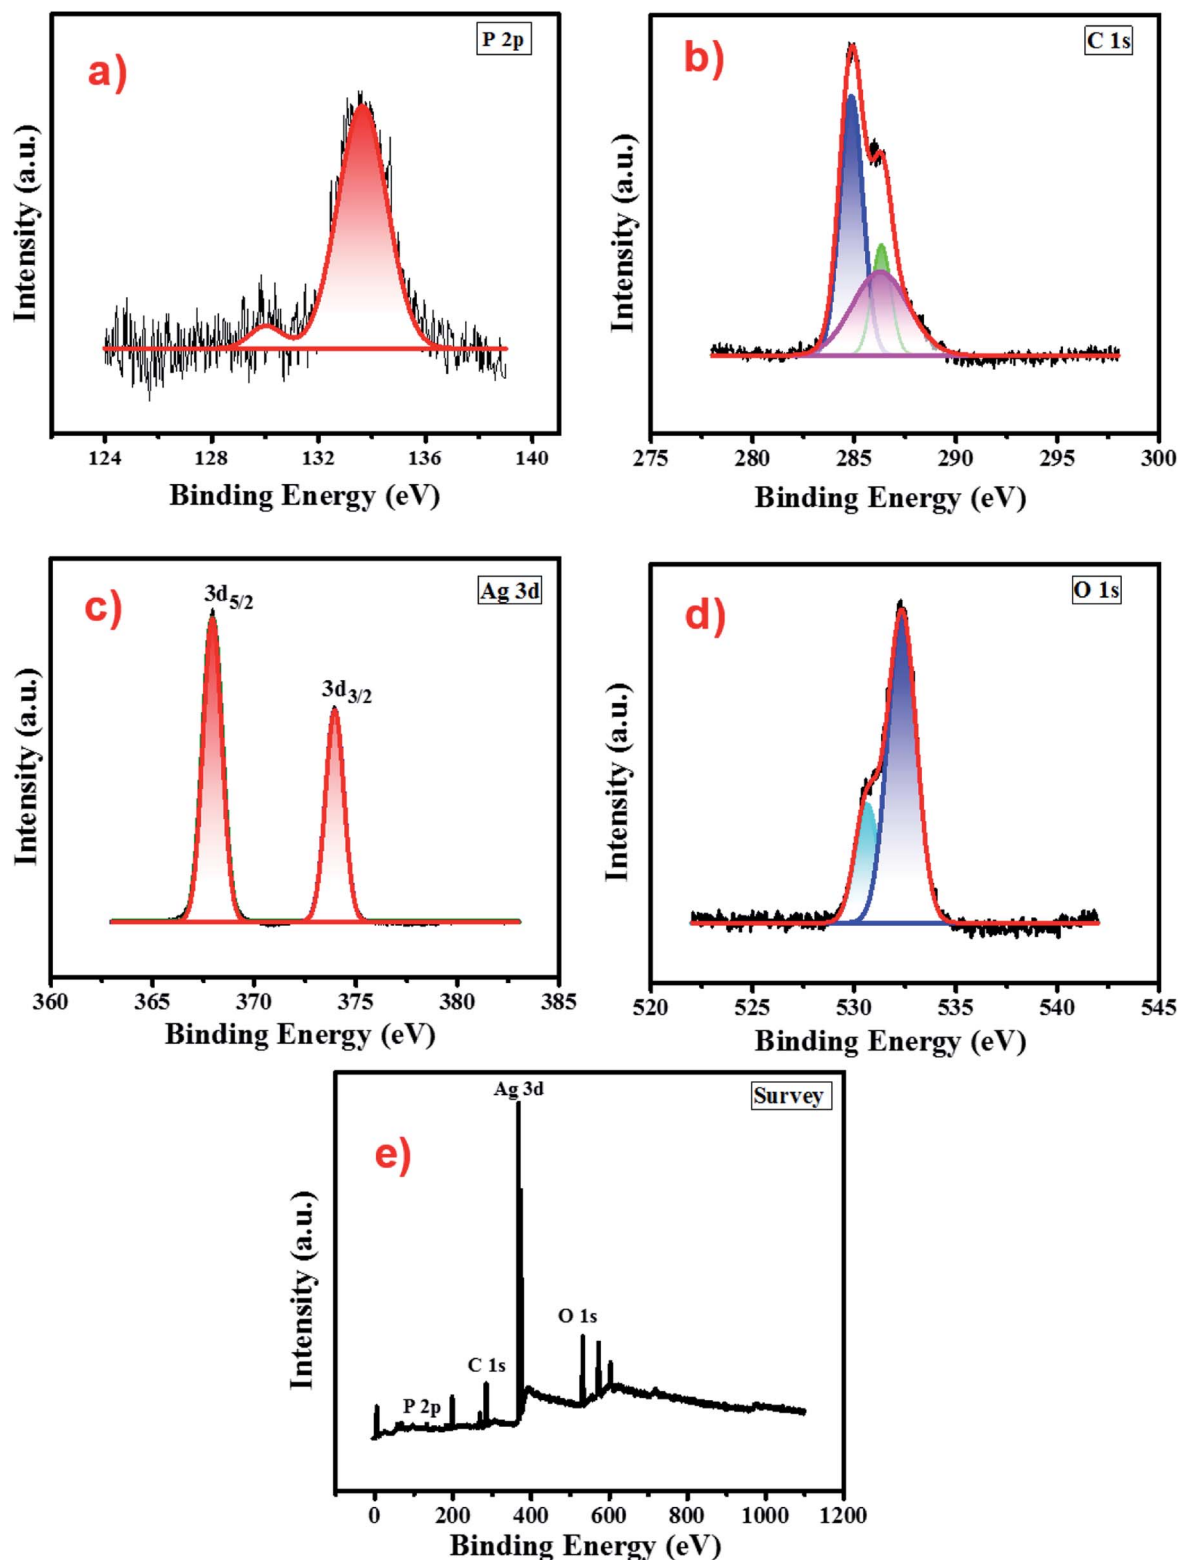 P 2p
a)
Intensity (a.u.)
124 128 132 136 140
Binding Energy (eV)
C 1s
b)
Intensity (a.u.)
275 280 285 290 295 300
Binding Energy (eV)
Ag 3d
c)
3d5/2
3d3/2
Intensity (a.u.)
360 365 370 375 380 385
Binding Energy (eV)
O 1s
d)
Intensity (a.u.)
520 525 530 535 540 545
Binding Energy (eV)
Survey
Ag 3d
e)
O 1s
C 1s
P 2p
Intensity (a.u.)
0 200 400 600 800 1000 1200
Binding Energy (eV)